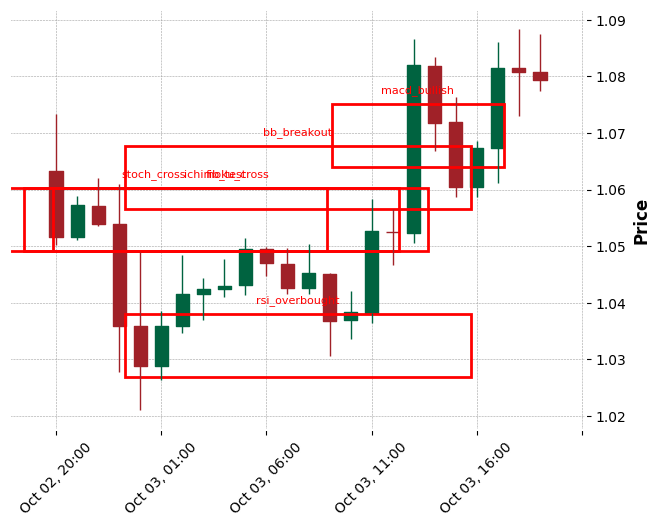 1.09
1.08
macd_bullish
1.07
bb_breakout
1.06
stoch_cross
1.05
1.04
rsi_overbought
1.03
1.02
Price
Oct 02, 20:00
Oct 03, 01:00
Oct 03, 06:00
Oct 03, 11:00
Oct 03, 16:00